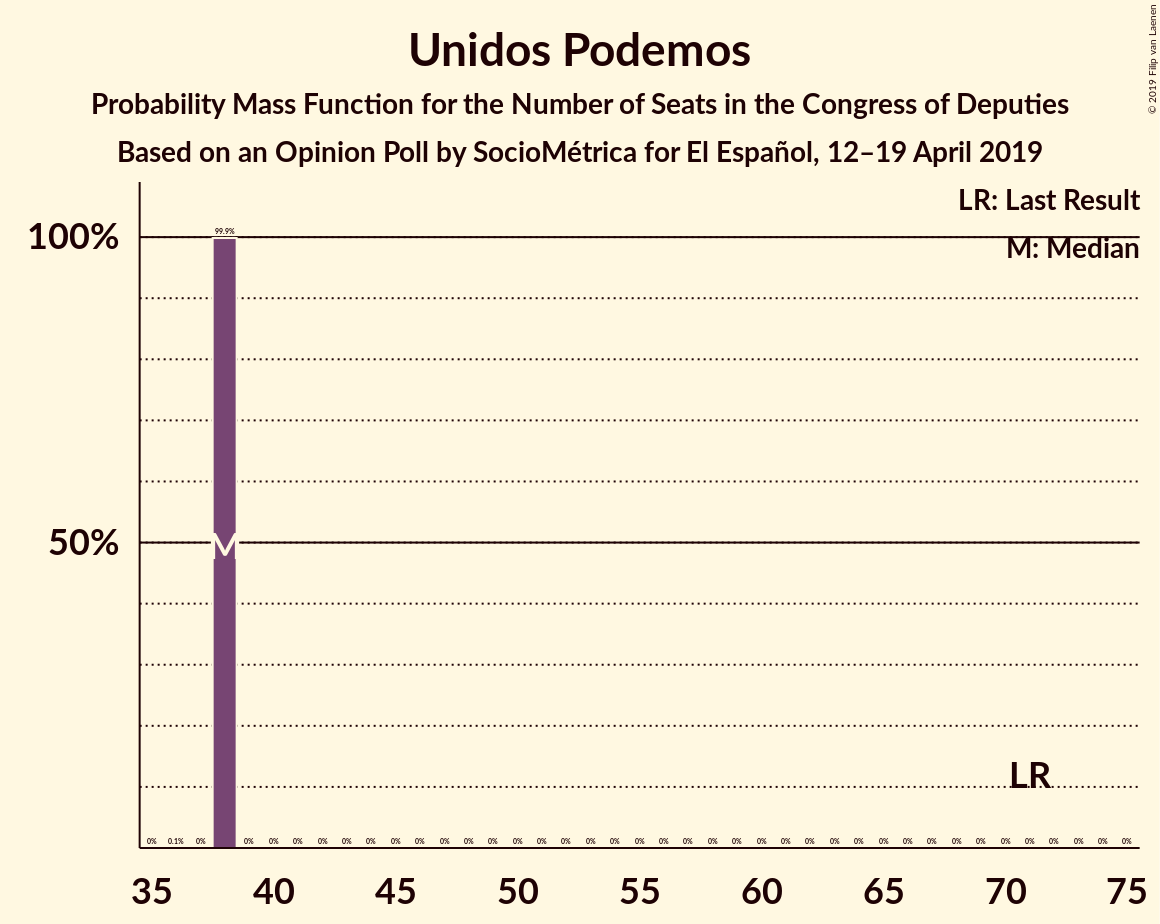 Unidos Podemos
Probability Mass Function for the Number of Seats in the Congress of Deputies
Based on an Opinion Poll by SocioMétrica for El Español, 12–19 April 2019
© 2019 Filip van Laenen
LR: Last Result
M: Median
100%
99.9%
50%
M
LR
0% 0.1% 0% 0% 0% 0% 0% 0% 0% 0% 0% 0% 0% 0% 0% 0% 0% 0% 0% 0% 0% 0% 0% 0% 0% 0% 0% 0% 0% 0% 0% 0% 0% 0% 0% 0% 0% 0% 0% 0%
35 40 45 50 55 60 65 70 75